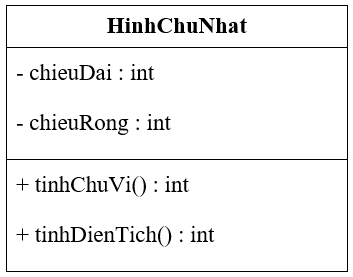 HinhChuNhat
- chieuDai : int
- chieuRong : int
+ tinhChuVi() : int
+ tinhDienTich() : int